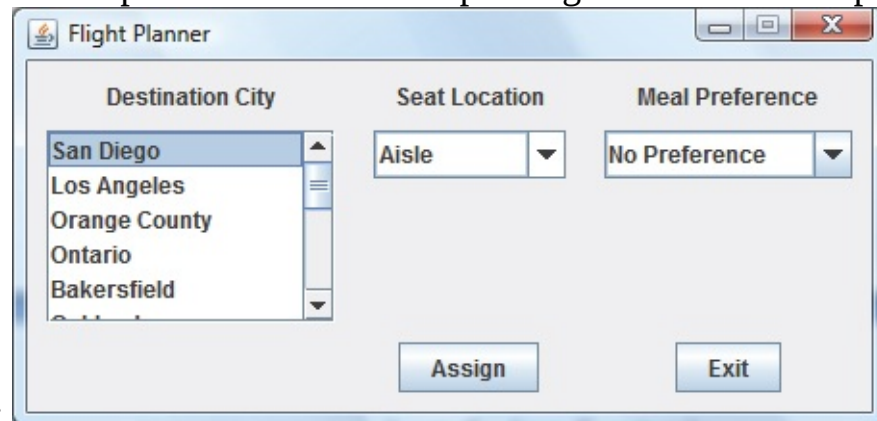 Flight Planner
Destination City Seat Location Meal Preference
San Diego Aisle No Preference
Los Angeles
Orange County
Ontario
Bakersfield
Assign Exit